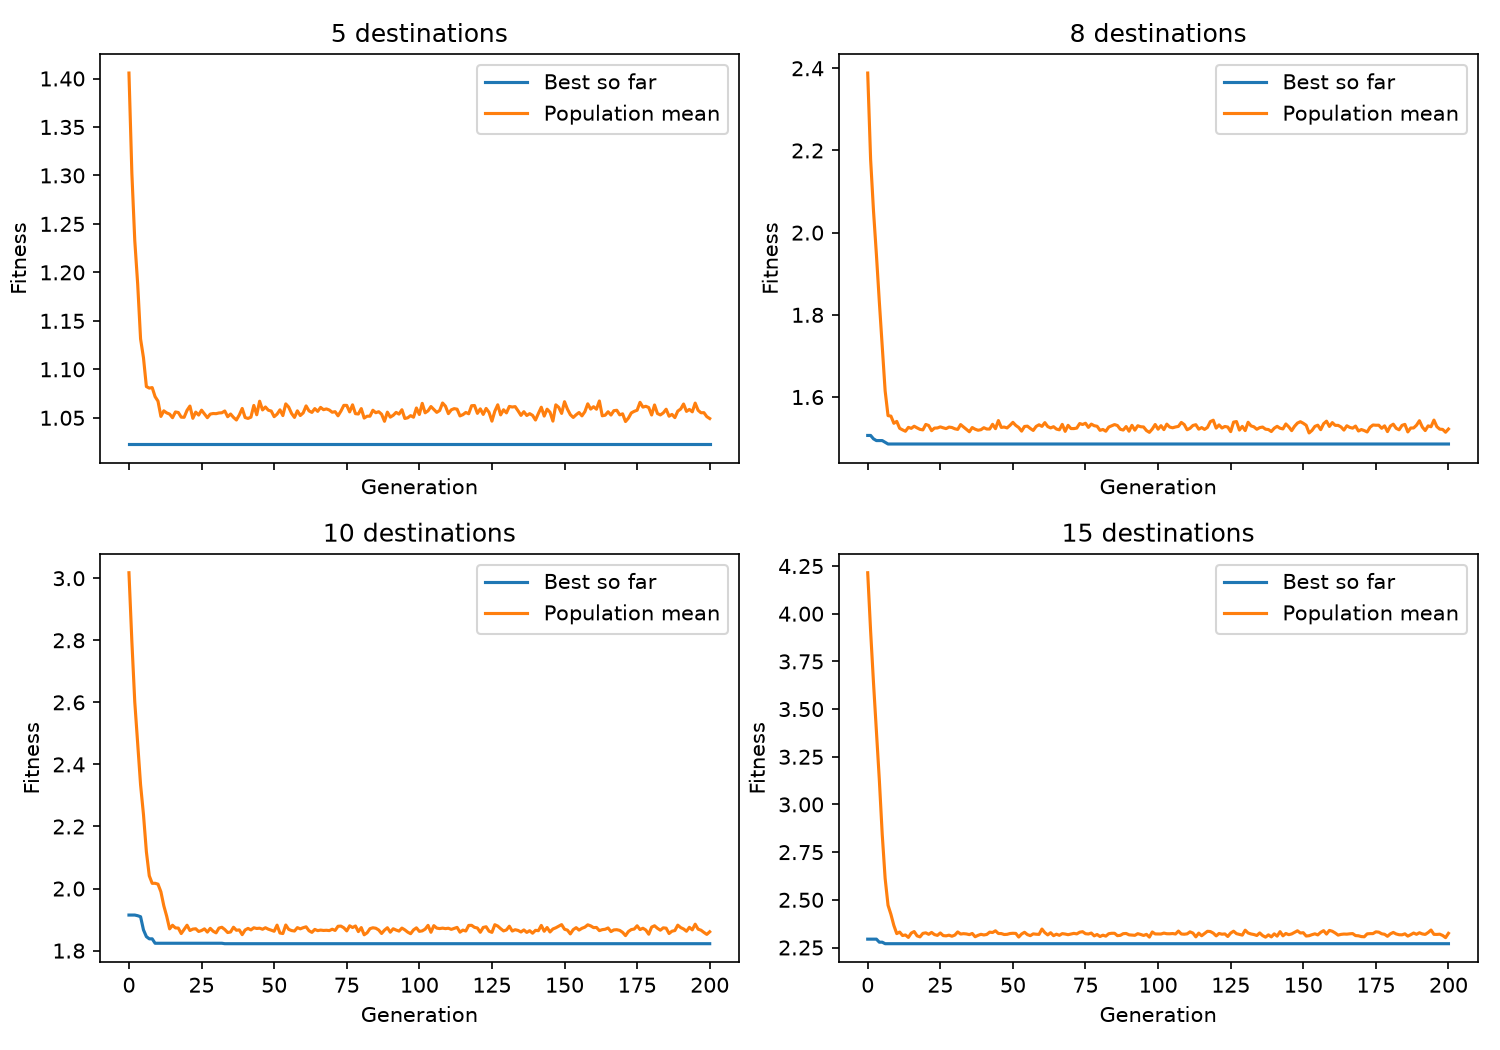 5 destinations
1.40
1.35
1.30
1.25
1.20
1.15
1.10
1.05
Fitness
Generation
Best so far
Population mean
8 destinations
2.4
2.2
2.0
1.8
1.6
Fitness
Generation
Best so far
Population mean
10 destinations
3.0
2.8
2.6
2.4
2.2
2.0
1.8
Fitness
0 25 50 75 100 125 150 175 200
Generation
Best so far
Population mean
15 destinations
4.25
4.00
3.75
3.50
3.25
3.00
2.75
2.50
2.25
Fitness
0 25 50 75 100 125 150 175 200
Generation
Best so far
Population mean